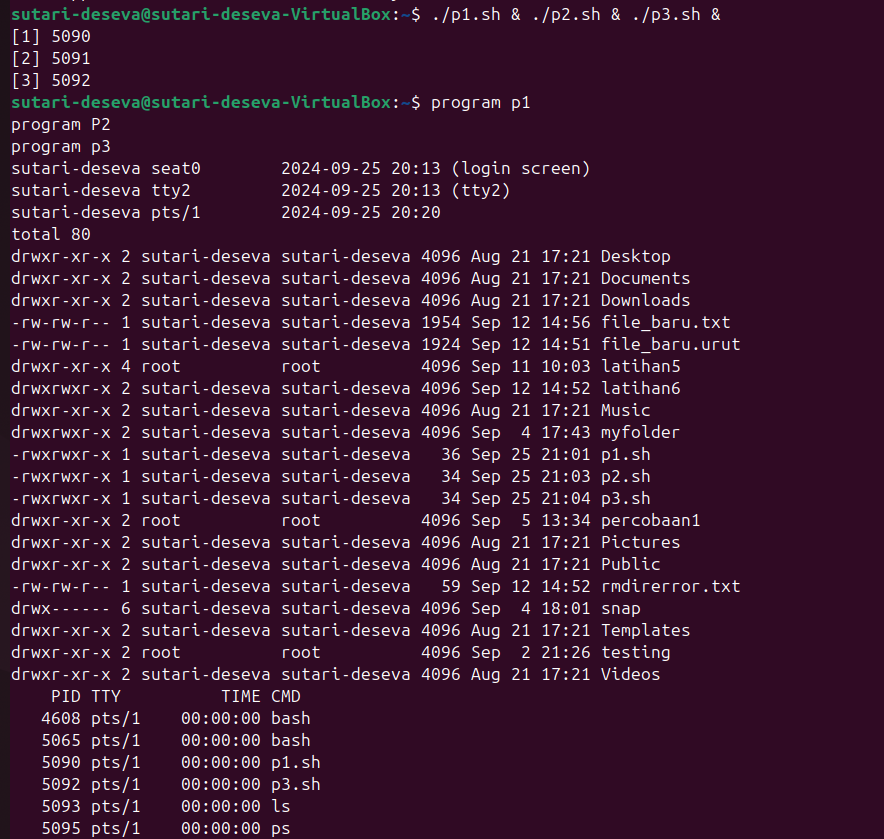 sutari-deseva@sutari-deseva-VirtualBox:~$ ./p1.sh & ./p2.sh & ./p3.sh &
[1] 5090
[2] 5091
[3] 5092
sutari-deseva@sutari-deseva-VirtualBox:~$ program p1
program P2
program p3
sutari-deseva seat0        2024-09-25 20:13 (login screen)
sutari-deseva tty2         2024-09-25 20:13 (tty2)
sutari-deseva pts/1        2024-09-25 20:20
total 80
drwxr-xr-x 2 sutari-deseva sutari-deseva 4096 Aug 21 17:21 Desktop
drwxr-xr-x 2 sutari-deseva sutari-deseva 4096 Aug 21 17:21 Documents
drwxr-xr-x 2 sutari-deseva sutari-deseva 4096 Aug 21 17:21 Downloads
-rw-rw-r-- 1 sutari-deseva sutari-deseva 1954 Sep 12 14:56 file_baru.txt
-rw-rw-r-- 1 sutari-deseva sutari-deseva 1924 Sep 12 14:51 file_baru.urut
drwxr-xr-x 4 root          root          4096 Sep 11 10:03 latihan5
drwxrwxr-x 2 sutari-deseva sutari-deseva 4096 Sep 12 14:52 latihan6
drwxr-xr-x 2 sutari-deseva sutari-deseva 4096 Aug 21 17:21 Music
drwxrwxr-x 2 sutari-deseva sutari-deseva 4096 Sep  4 17:43 myfolder
-rwxrwxr-x 1 sutari-deseva sutari-deseva   36 Sep 25 21:01 p1.sh
-rwxrwxr-x 1 sutari-deseva sutari-deseva   34 Sep 25 21:03 p2.sh
-rwxrwxr-x 1 sutari-deseva sutari-deseva   34 Sep 25 21:04 p3.sh
drwxr-xr-x 2 root          root          4096 Sep  5 13:34 percobaan1
drwxr-xr-x 2 sutari-deseva sutari-deseva 4096 Aug 21 17:21 Pictures
drwxr-xr-x 2 sutari-deseva sutari-deseva 4096 Aug 21 17:21 Public
-rw-rw-r-- 1 sutari-deseva sutari-deseva   59 Sep 12 14:52 rmdirerror.txt
drwx------ 6 sutari-deseva sutari-deseva 4096 Sep  4 18:01 snap
drwxr-xr-x 2 sutari-deseva sutari-deseva 4096 Aug 21 17:21 Templates
drwxr-xr-x 2 root          root          4096 Sep  2 21:26 testing
drwxr-xr-x 2 sutari-deseva sutari-deseva 4096 Aug 21 17:21 Videos
    PID TTY          TIME CMD
   4608 pts/1    00:00:00 bash
   5065 pts/1    00:00:00 bash
   5090 pts/1    00:00:00 p1.sh
   5092 pts/1    00:00:00 p3.sh
   5093 pts/1    00:00:00 ls
   5095 pts/1    00:00:00 ps